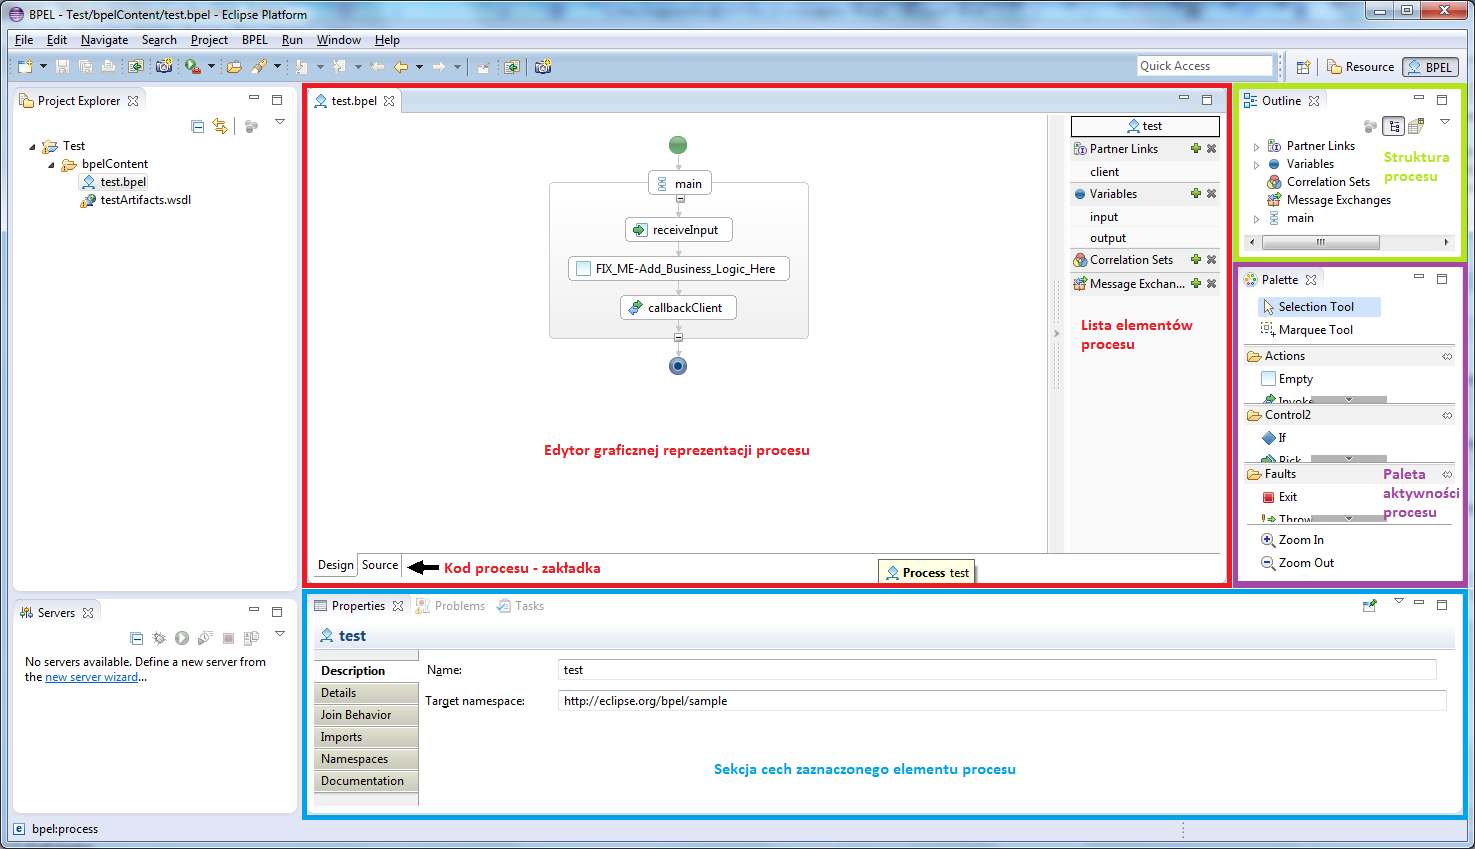 BPEL - Test/bpelContent/test.bpel - Eclipse Platform
File Edit Navigate Search Project BPEL Run Window Help
Quick Access
Resource
BPEL
Project Explorer
Test
bpelContent
test.bpel
testArtifacts.wsdl
test.bpel
main
receiveInput
FIX_ME-Add_Business_Logic_Here
callbackClient
Edytor graficznej reprezentacji procesu
test
Partner Links
client
Variables
input
output
Correlation Sets
Message Exchan...
Lista elementów
procesu
Design Source
Kod procesu - zakładka
Process test
Outline
Partner Links
Variables
Correlation Sets
Message Exchanges
main
Struktura
procesu
Palette
Selection Tool
Marquee Tool
Actions
Empty
Invoke
Control2
If
Pick
Faults
Exit
Throw
Zoom In
Zoom Out
Paleta
aktywności
procesu
Servers
No servers available. Define a new server from
the new server wizard...
Properties Problems Tasks
test
Description
Details
Join Behavior
Imports
Namespaces
Documentation
Name: test
Target namespace: http://eclipse.org/bpel/sample
Sekcja cech zaznaczonego elementu procesu
bpel:process